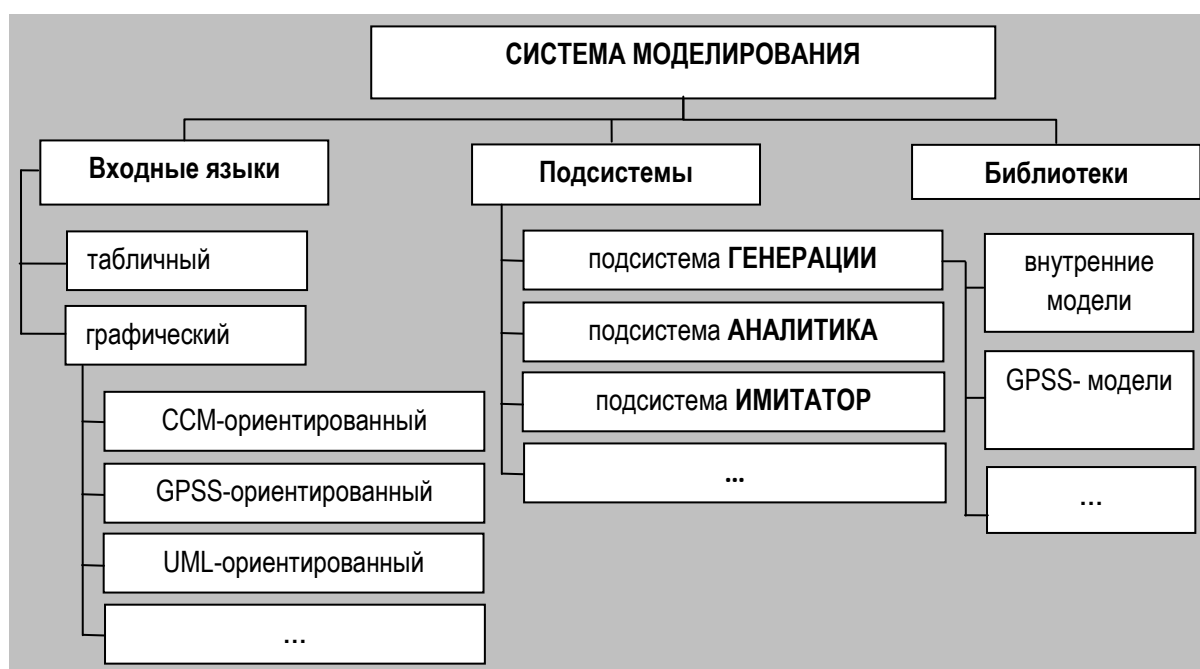 СИСТЕМА МОДЕЛИРОВАНИЯ
Входные языки
табличный
графический
ССМ-ориентированный
GPSS-ориентированный
UML-ориентированный
…
Подсистемы
подсистема ГЕНЕРАЦИИ
подсистема АНАЛИТИКА
подсистема ИМИТАТОР
...
Библиотеки
внутренние
модели
GPSS- модели
…